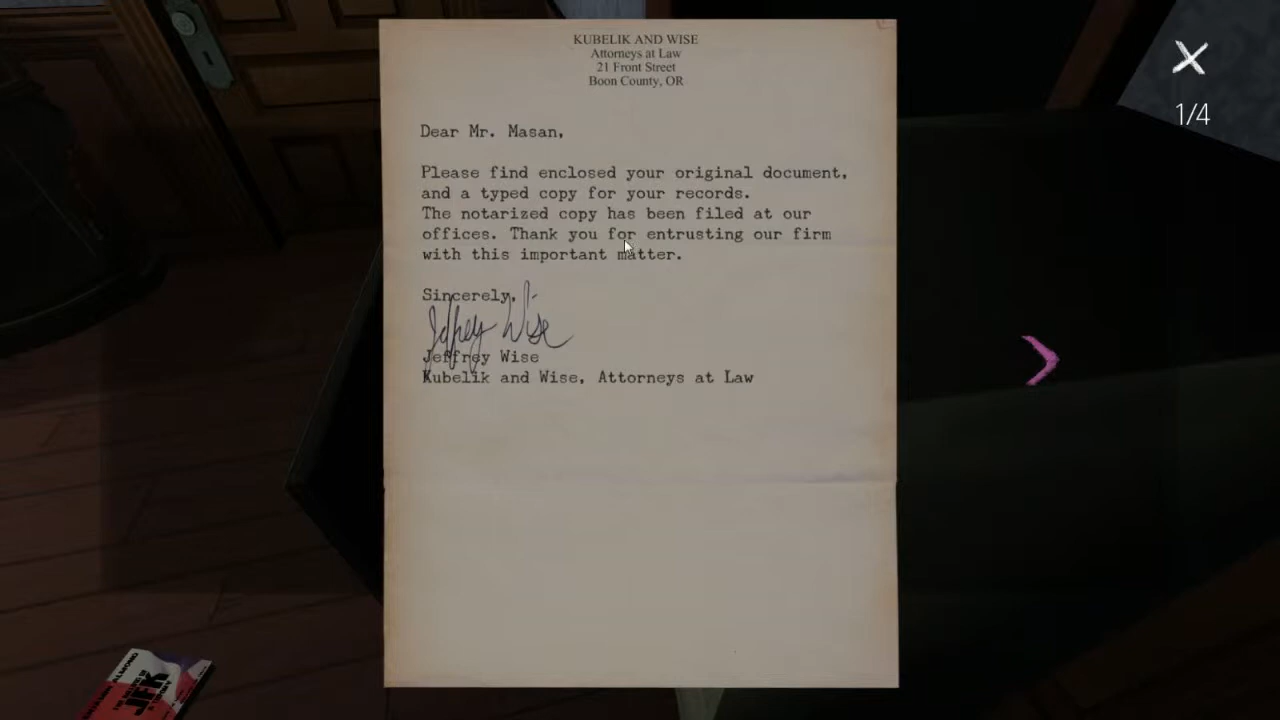 KUBELIK AND WISE
Attorneys at Law
21 Front Street
Boon County, OR
1/4
Dear Mr. Masan,
Please find enclosed your original document,
and a typed copy for your records.
The notarized copy has been filed at our
offices. Thank you for entrusting our firm
with this important matter.
Sincerely,
Jeffrey Wise
Jeffrey Wise
Kubelik and Wise, Attorneys at Law
JFK